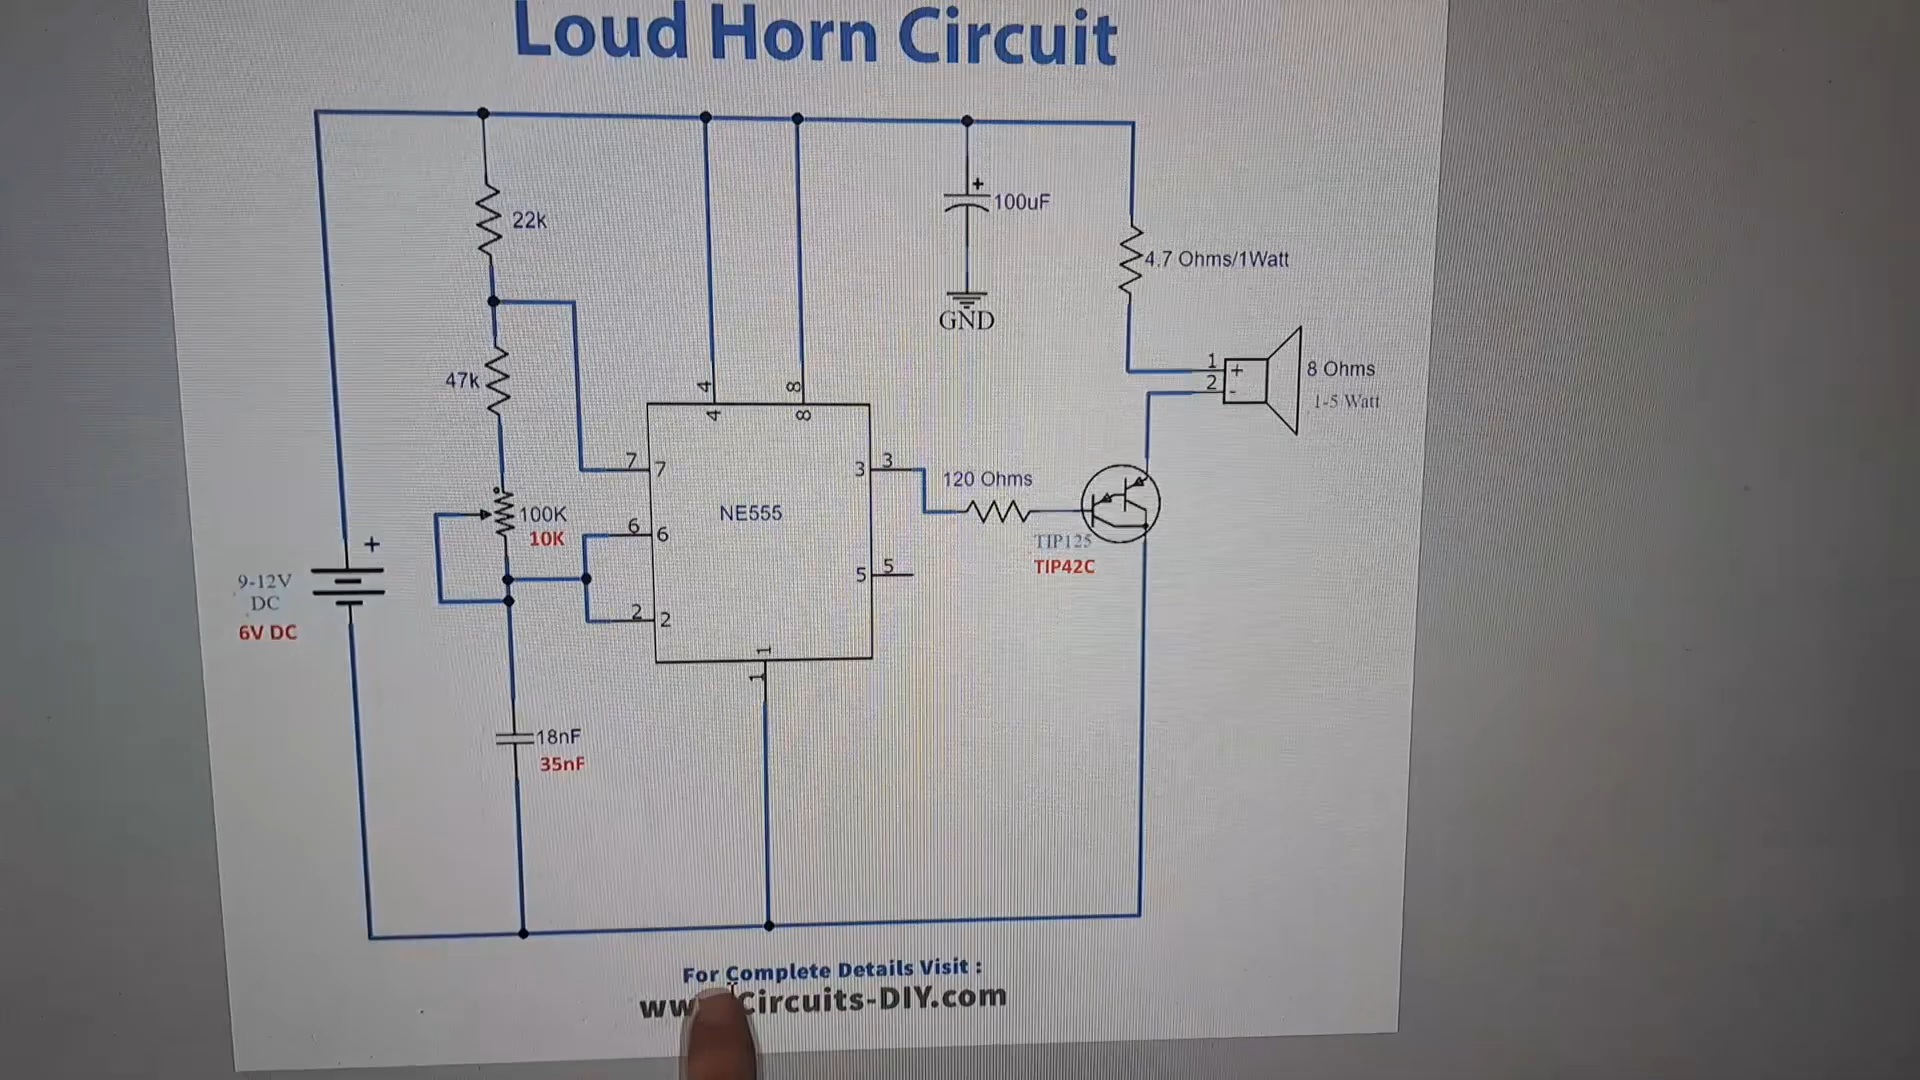 Loud Horn Circuit
22k
+
100uF
GND
4.7 Ohms/1Watt
47k
4
8
4
8
1
+
2
-
8 Ohms
1-5 Watt
7
7
3
3
120 Ohms
100K
10K
6
6
NE555
TIP125
TIP42C
+
9-12V
DC
6V DC
5
5
2
2
1
1
18nF
35nF
For Complete Details Visit :
www.Circuits-DIY.com